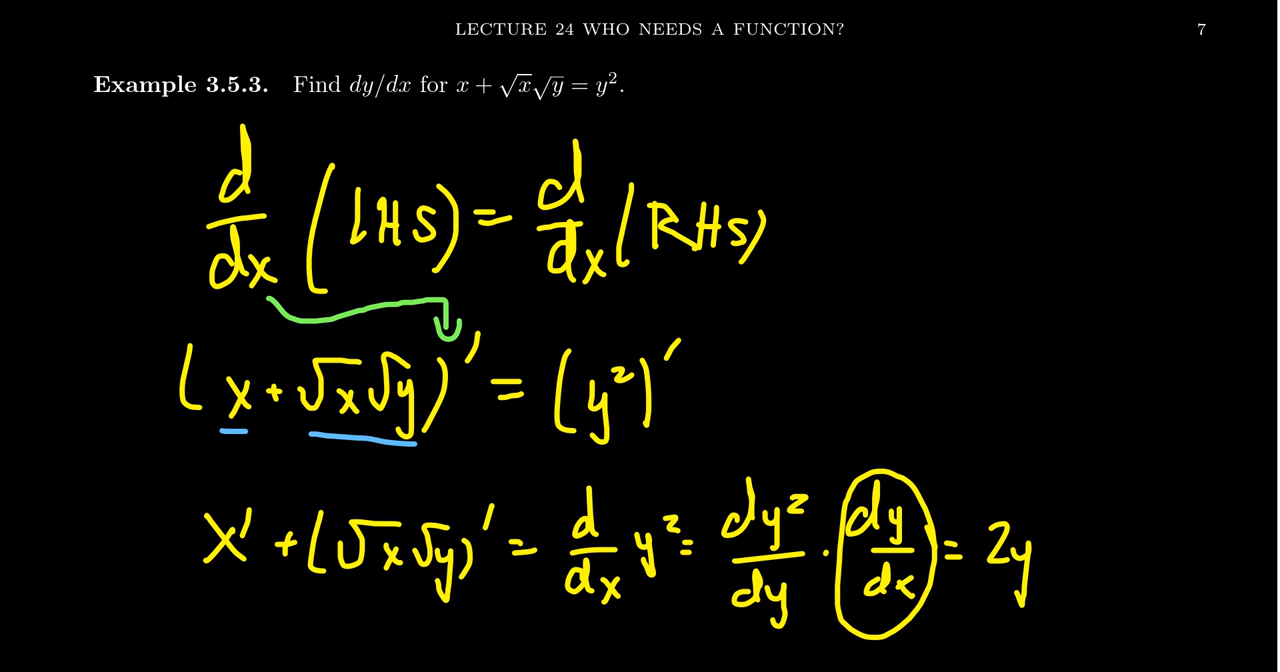 LECTURE 24 WHO NEEDS A FUNCTION? 7
Example 3.5.3. Find dy/dx for x + √x√y = y².
d/dx (LHS) = d/dx (RHS)
(x + √x√y)' = (y²)'
x' + (√x√y)' = d/dx y² = dy²/dy · dy/dx = 2y